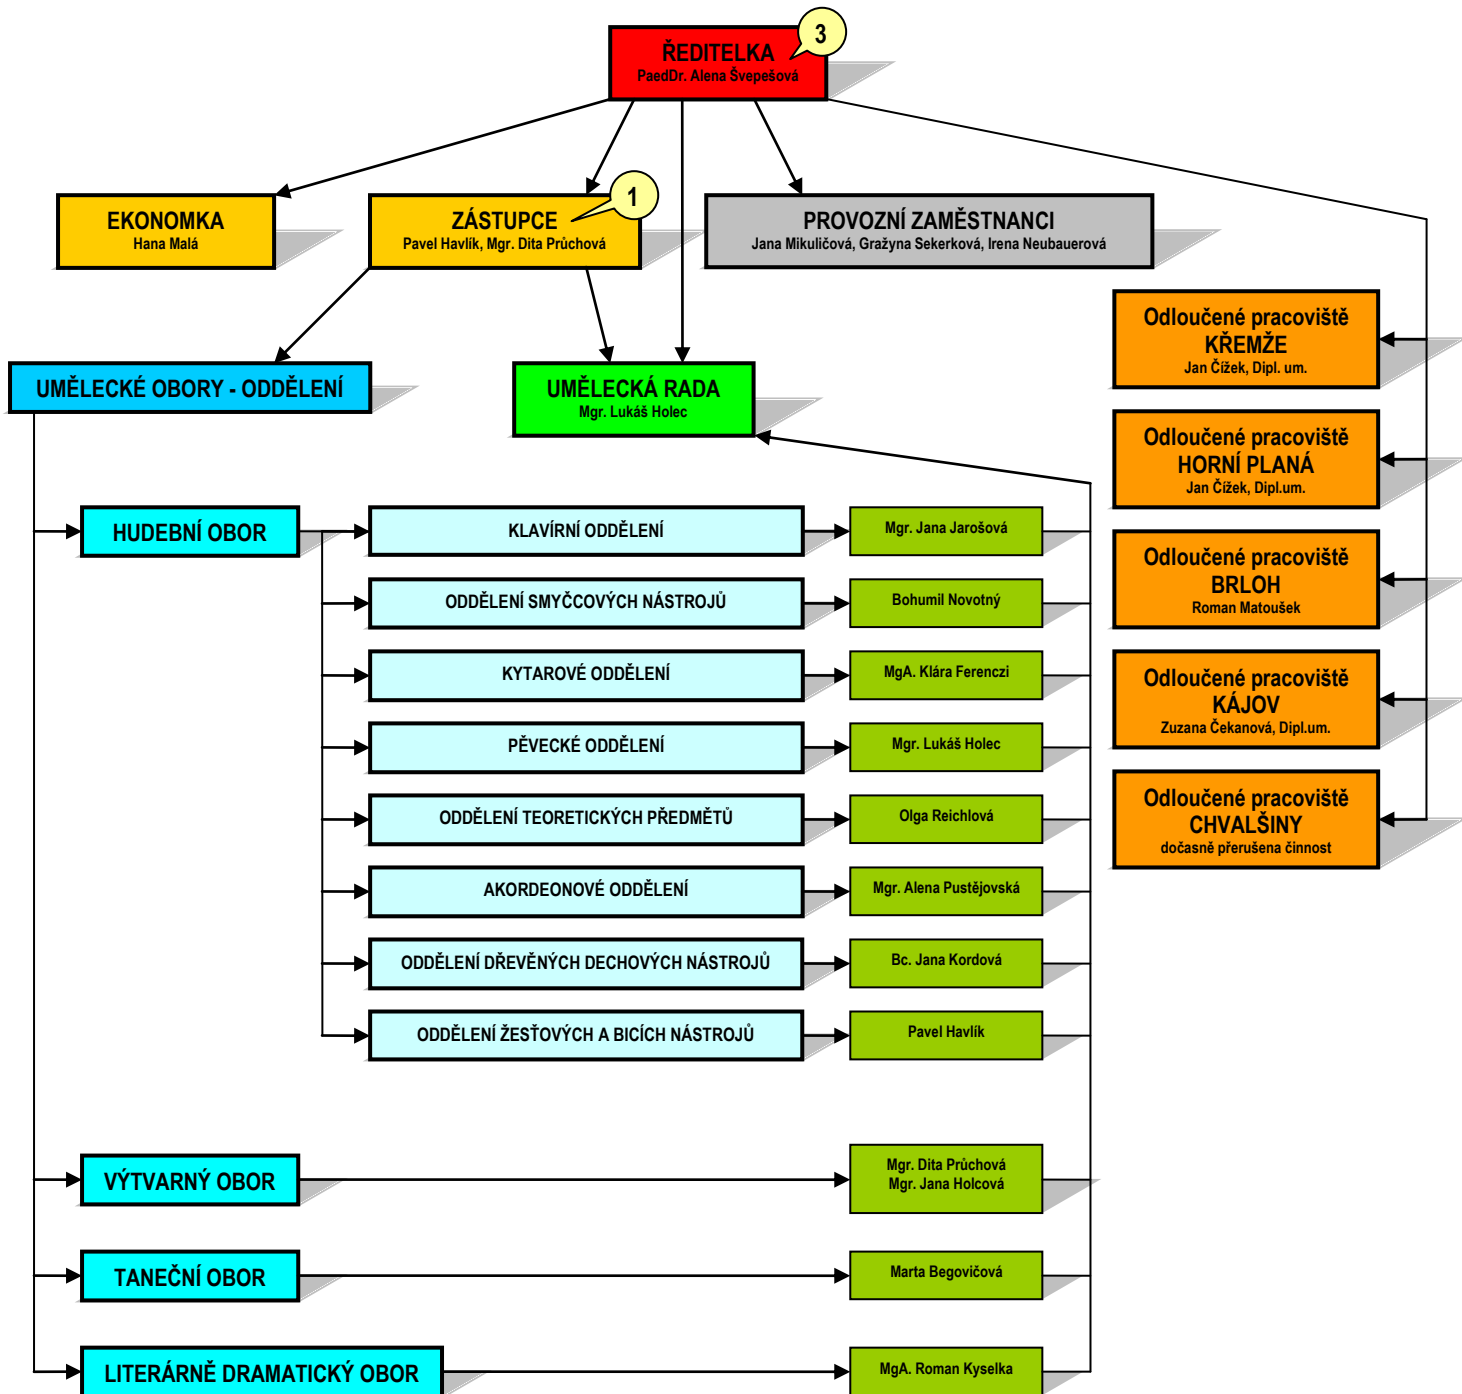 3
ŘEDITELKA
PaedDr. Alena Švepešová
1
EKONOMKA
Hana Malá
ZÁSTUPCE
Pavel Havlík, Mgr. Dita Průchová
PROVOZNÍ ZAMĚSTNANCI
Jana Mikuličová, Gražyna Sekerková, Irena Neubauerová
Odloučené pracoviště
KŘEMŽE
Jan Čížek, Dipl. um.
UMĚLECKÉ OBORY - ODDĚLENÍ
UMĚLECKÁ RADA
Mgr. Lukáš Holec
Odloučené pracoviště
HORNÍ PLANÁ
Jan Čížek, Dipl.um.
HUDEBNÍ OBOR
KLAVÍRNÍ ODDĚLENÍ
Mgr. Jana Jarošová
Odloučené pracoviště
BRLOH
Roman Matoušek
ODDĚLENÍ SMYČCOVÝCH NÁSTROJŮ
Bohumil Novotný
KYTAROVÉ ODDĚLENÍ
MgA. Klára Ferenczi
Odloučené pracoviště
KÁJOV
Zuzana Čekanová, Dipl.um.
PĚVECKÉ ODDĚLENÍ
Mgr. Lukáš Holec
Odloučené pracoviště
CHVALŠINY
dočasně přerušena činnost
ODDĚLENÍ TEORETICKÝCH PŘEDMĚTŮ
Olga Reichlová
AKORDEONOVÉ ODDĚLENÍ
Mgr. Alena Pustějovská
ODDĚLENÍ DŘEVĚNÝCH DECHOVÝCH NÁSTROJŮ
Bc. Jana Kordová
ODDĚLENÍ ŽESŤOVÝCH A BICÍCH NÁSTROJŮ
Pavel Havlík
VÝTVARNÝ OBOR
Mgr. Dita Průchová
Mgr. Jana Holcová
TANEČNÍ OBOR
Marta Begovičová
LITERÁRNĚ DRAMATICKÝ OBOR
MgA. Roman Kyselka